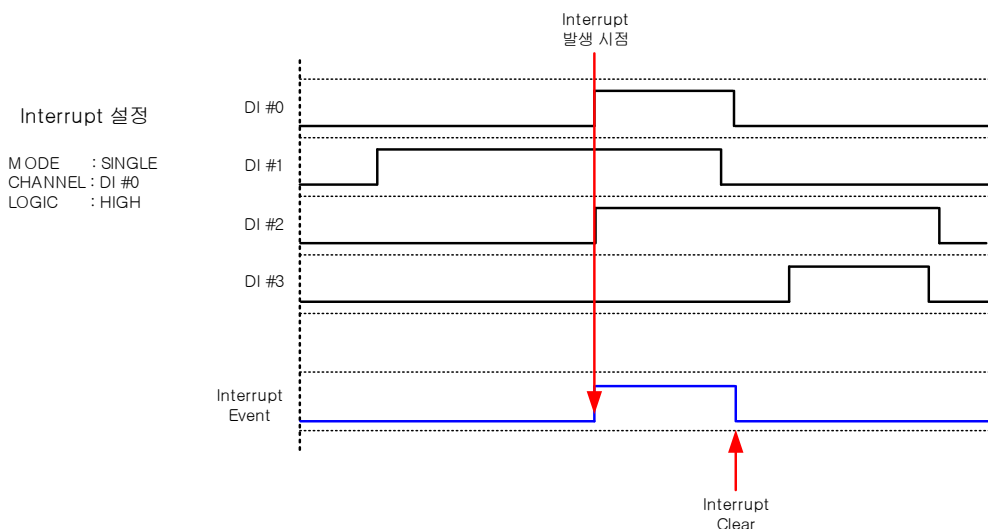 Interrupt
발생 시점
Interrupt 설정
MODE : SINGLE
CHANNEL : DI #0
LOGIC : HIGH
DI #0
DI #1
DI #2
DI #3
Interrupt
Event
Interrupt
Clear